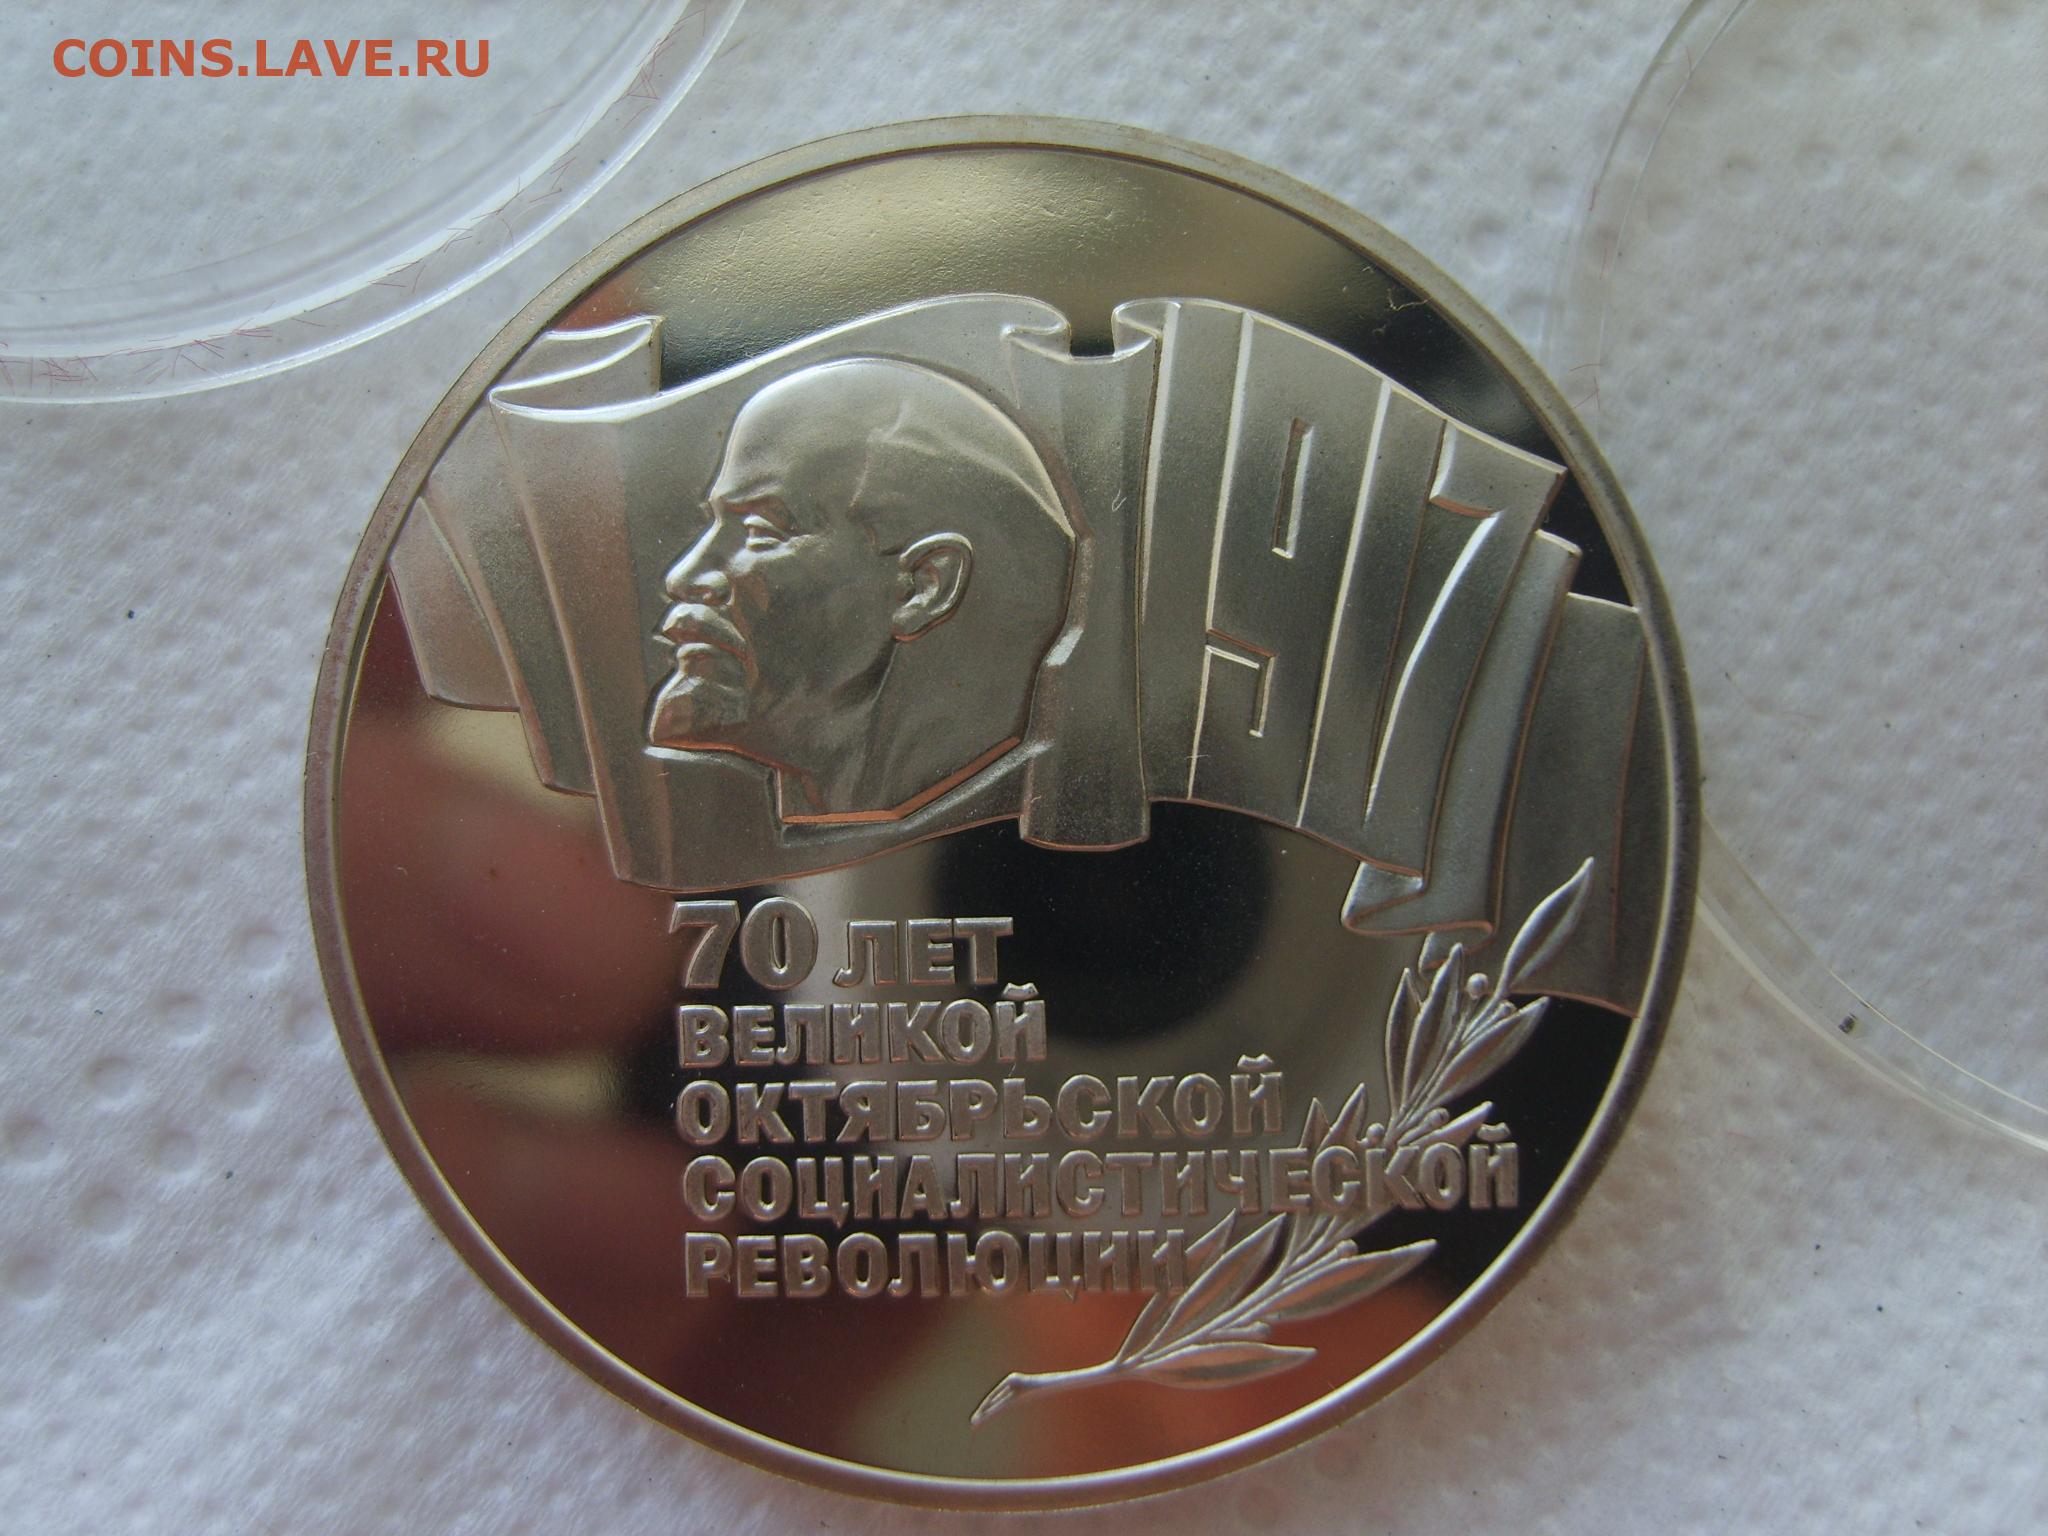 COINS.LAVE.RU
1917
70 ЛЕТ
ВЕЛИКОЙ
ОКТЯБРЬСКОЙ
СОЦИАЛИСТИЧЕСКОЙ
РЕВОЛЮЦИИ